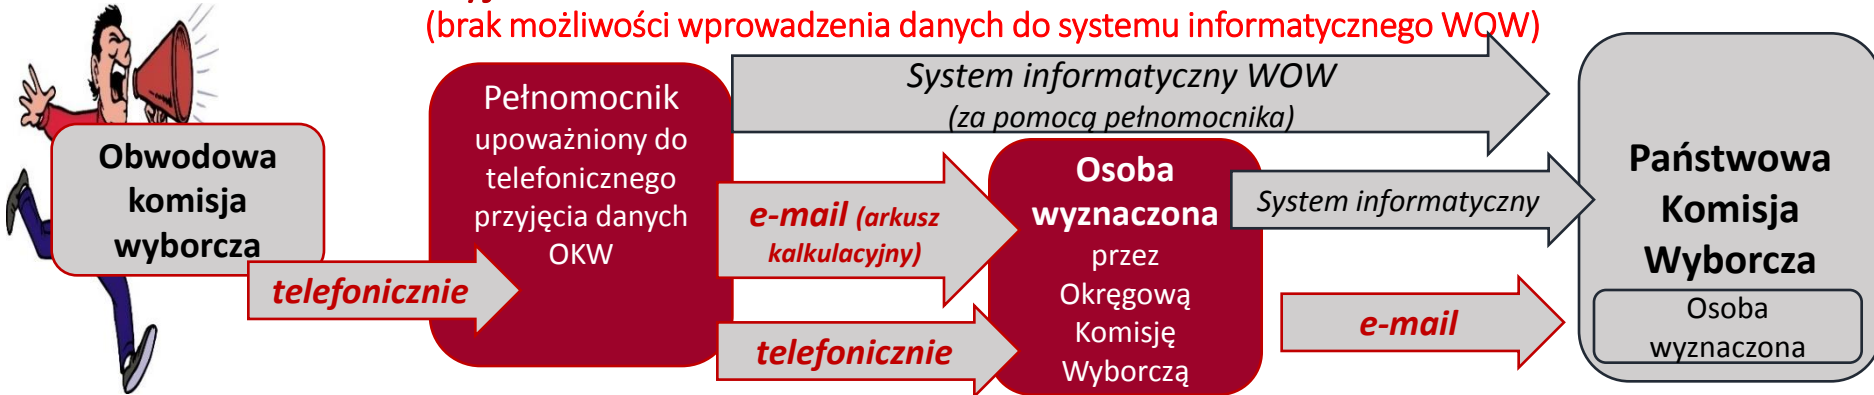 (brak możliwości wprowadzenia danych do systemu informatycznego WOW)
Obwodowa
komisja
wyborcza
telefonicznie
Pełnomocnik
upoważniony do
telefonicznego
przyjęcia danych
OKW
System informatyczny WOW
(za pomocą pełnomocnika)
e-mail (arkusz
kalkulacyjny)
telefonicznie
Osoba
wyznaczona
przez
Okręgową
Komisję
Wyborczą
System informatyczny
e-mail
Państwowa
Komisja
Wyborcza
Osoba
wyznaczona